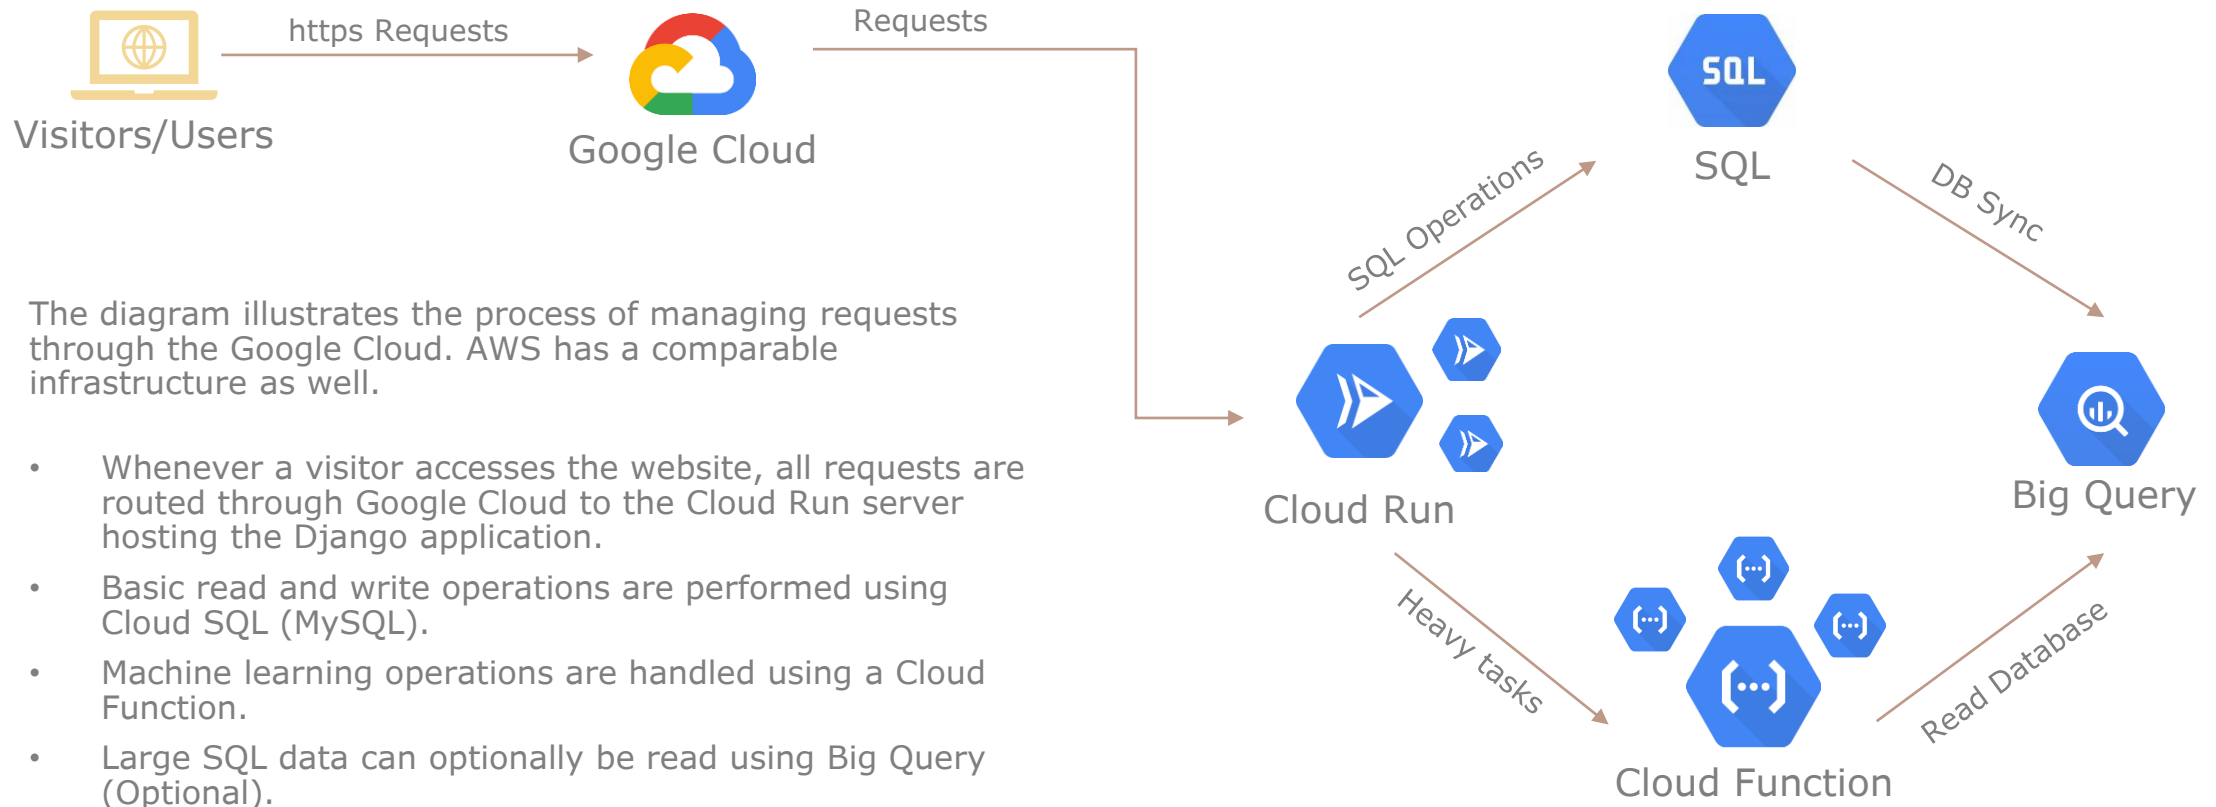 https Requests
Requests
SQL
Visitors/Users
Google Cloud
SQL
SQL Operations
DB Sync
The diagram illustrates the process of managing requests
through the Google Cloud. AWS has a comparable
infrastructure as well.
• Whenever a visitor accesses the website, all requests are
routed through Google Cloud to the Cloud Run server
hosting the Django application.
• Basic read and write operations are performed using
Cloud SQL (MySQL).
• Machine learning operations are handled using a Cloud
Function.
• Large SQL data can optionally be read using Big Query
(Optional).
Cloud Run
Big Query
Heavy tasks
Read Database
Cloud Function